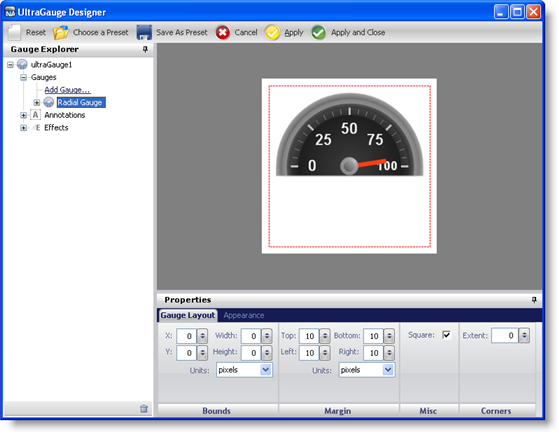 UltraGauge Designer
Reset Choose a Preset Save As Preset Cancel Apply Apply and Close
Gauge Explorer
ultraGauge1
Gauges
Add Gauge...
Radial Gauge
A Annotations
Æ Effects
50
25 75
0 100
Properties
Gauge Layout Appearance
X: 0 Width: 0 Top: 10 Bottom: 10 Square: Extent: 0
Y: 0 Height: 0 Left: 10 Right: 10
Units: pixels Units: pixels
Bounds Margin Misc Corners